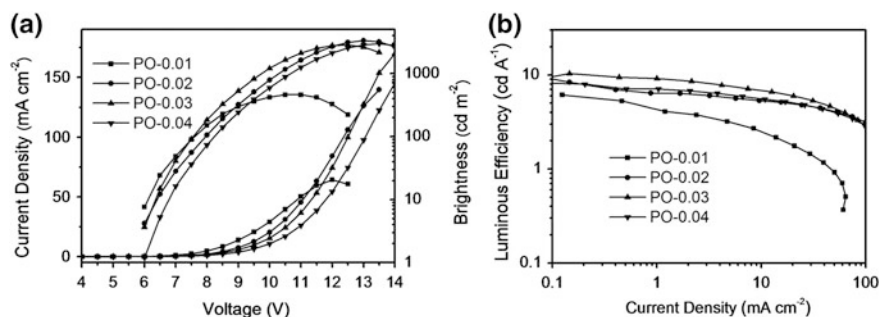 (a)
Current Density (mA cm-2)
150
100
50
0
PO-0.01
PO-0.02
PO-0.03
PO-0.04
1000
100
10
1
Brightness (cd m-2)
4 5 6 7 8 9 10 11 12 13 14
Voltage (V)
(b)
Luminous Efficiency (cd A-1)
100
10
1
0.1
PO-0.01
PO-0.02
PO-0.03
PO-0.04
0.1 1 10 100
Current Density (mA cm-2)